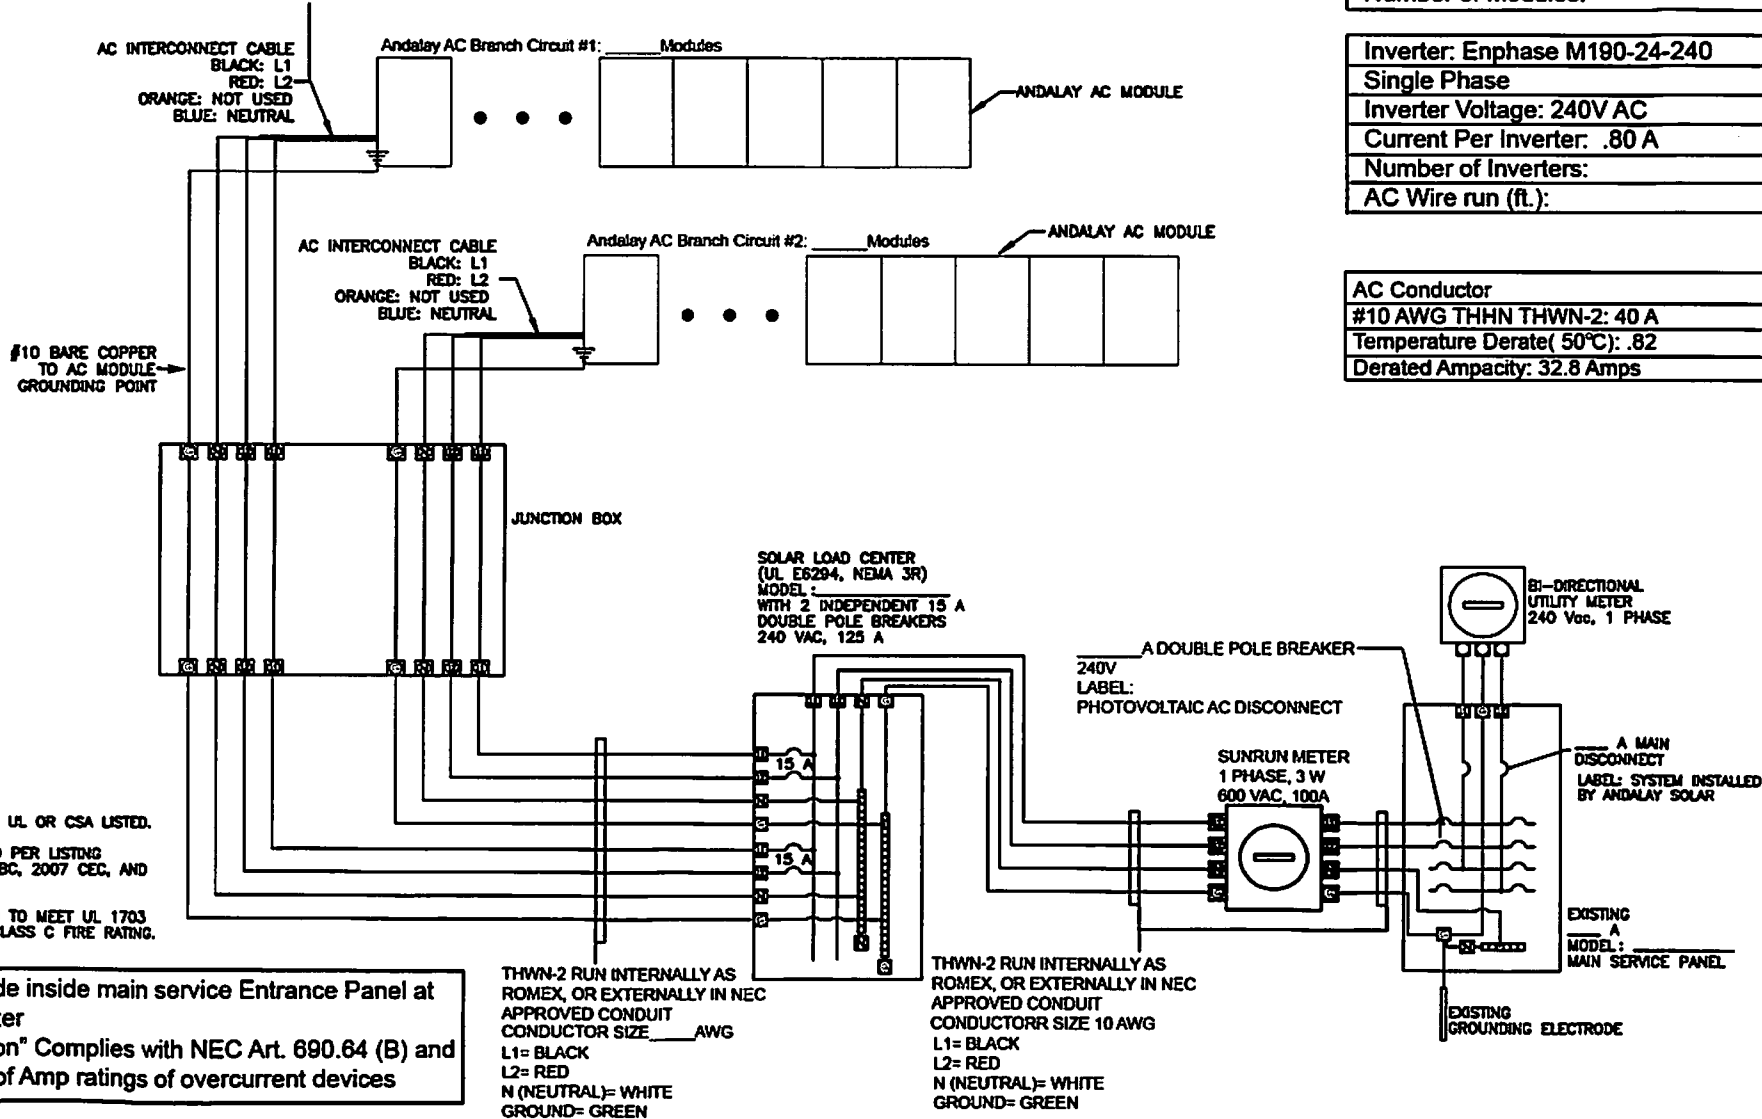 AC INTERCONNECT CABLE
BLACK: L1
RED: L2
ORANGE: NOT USED
BLUE: NEUTRAL
Andalay AC Branch Circuit #1: _____Modules
ANDALAY AC MODULE
Number of Modules:
Inverter: Enphase M190-24-240
Single Phase
Inverter Voltage: 240V AC
Current Per Inverter: .80 A
Number of Inverters:
AC Wire run (ft.):
AC INTERCONNECT CABLE
BLACK: L1
RED: L2
ORANGE: NOT USED
BLUE: NEUTRAL
Andalay AC Branch Circuit #2: _____Modules
ANDALAY AC MODULE
AC Conductor
#10 AWG THHN THWN-2: 40 A
Temperature Derate( 50°C): .82
Derated Ampacity: 32.8 Amps
#10 BARE COPPER
TO AC MODULE
GROUNDING POINT
JUNCTION BOX
SOLAR LOAD CENTER
(UL E6294, NEMA 3R)
MODEL: __________
WITH 2 INDEPENDENT 15 A
DOUBLE POLE BREAKERS
240 VAC, 125 A
15 A
15 A
_____A DOUBLE POLE BREAKER
240V
LABEL:
PHOTOVOLTAIC AC DISCONNECT
SUNRUN METER
1 PHASE, 3 W
600 VAC, 100A
BI-DIRECTIONAL
UTILITY METER
240 Vac, 1 PHASE
___ A MAIN
DISCONNECT
LABEL: SYSTEM INSTALLED
BY ANDALAY SOLAR
EXISTING
___ A
MODEL: ________
MAIN SERVICE PANEL
EXISTING
GROUNDING ELECTRODE
UL OR CSA LISTED.
PER LISTING
BC, 2007 CEC, AND
TO MEET UL 1703
LASS C FIRE RATING.
de inside main service Entrance Panel at
ter
on" Complies with NEC Art. 690.64 (B) and
of Amp ratings of overcurrent devices
THWN-2 RUN INTERNALLY AS
ROMEX, OR EXTERNALLY IN NEC
APPROVED CONDUIT
CONDUCTOR SIZE_____AWG
L1= BLACK
L2= RED
N (NEUTRAL)= WHITE
GROUND= GREEN
THWN-2 RUN INTERNALLY AS
ROMEX, OR EXTERNALLY IN NEC
APPROVED CONDUIT
CONDUCTORR SIZE 10 AWG
L1= BLACK
L2= RED
N (NEUTRAL)= WHITE
GROUND= GREEN